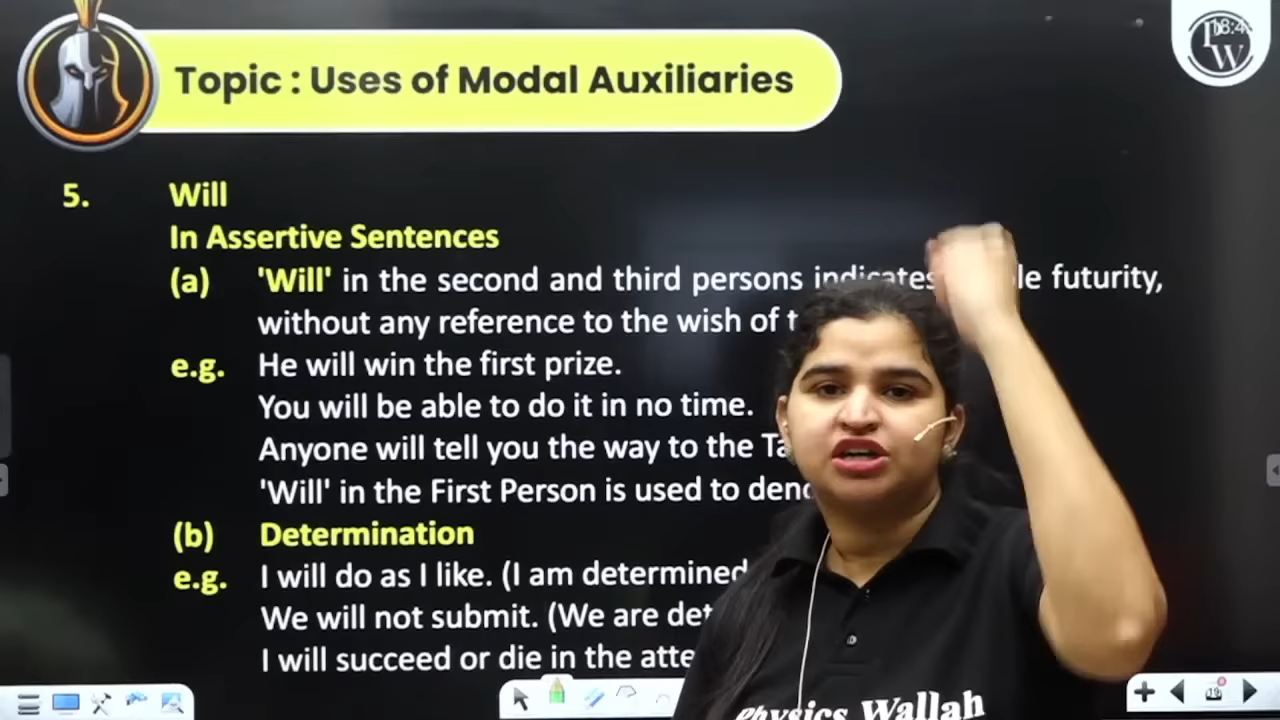 Topic : Uses of Modal Auxiliaries
PW
5. Will
In Assertive Sentences
(a) 'Will' in the second and third persons indicates futurity,
without any reference to the wish of
e.g. He will win the first prize.
You will be able to do it in no time.
Anyone will tell you the way to the
'Will' in the First Person is used to
(b) Determination
e.g. I will do as I like. (I am determined
We will not submit. (We are
I will succeed or die in the
Physics Wallah